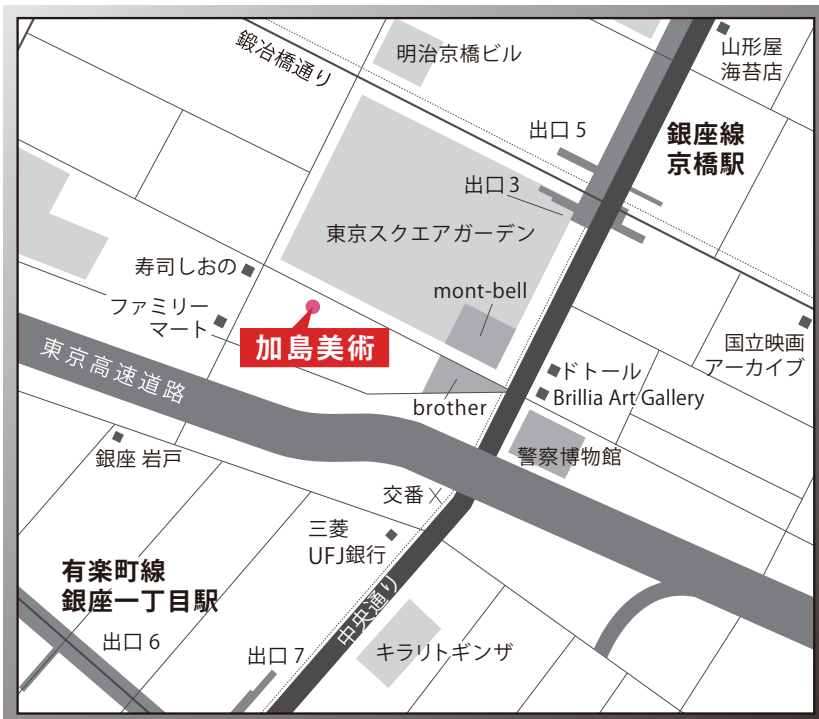 山形屋
海苔店
鍛冶橋通り
明治京橋ビル
出口 5
銀座線
京橋駅
出口 3
東京スクエアガーデン
寿司しおの
mont-bell
ファミリー
マート
加島美術
国立映画
アーカイブ
東京高速道路
ドトール
Brillia Art Gallery
brother
銀座 岩戸
警察博物館
交番
三菱
UFJ銀行
有楽町線
銀座一丁目駅
出口 6
中央通り
出口 7
キラリトギンザ